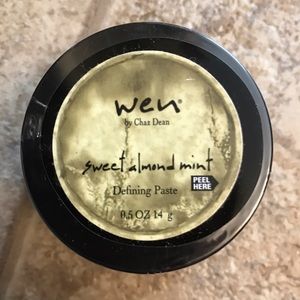 wen®
by Chaz Dean
sweet almond mint
PEEL
HERE
Defining Paste
0.5 OZ 14 g